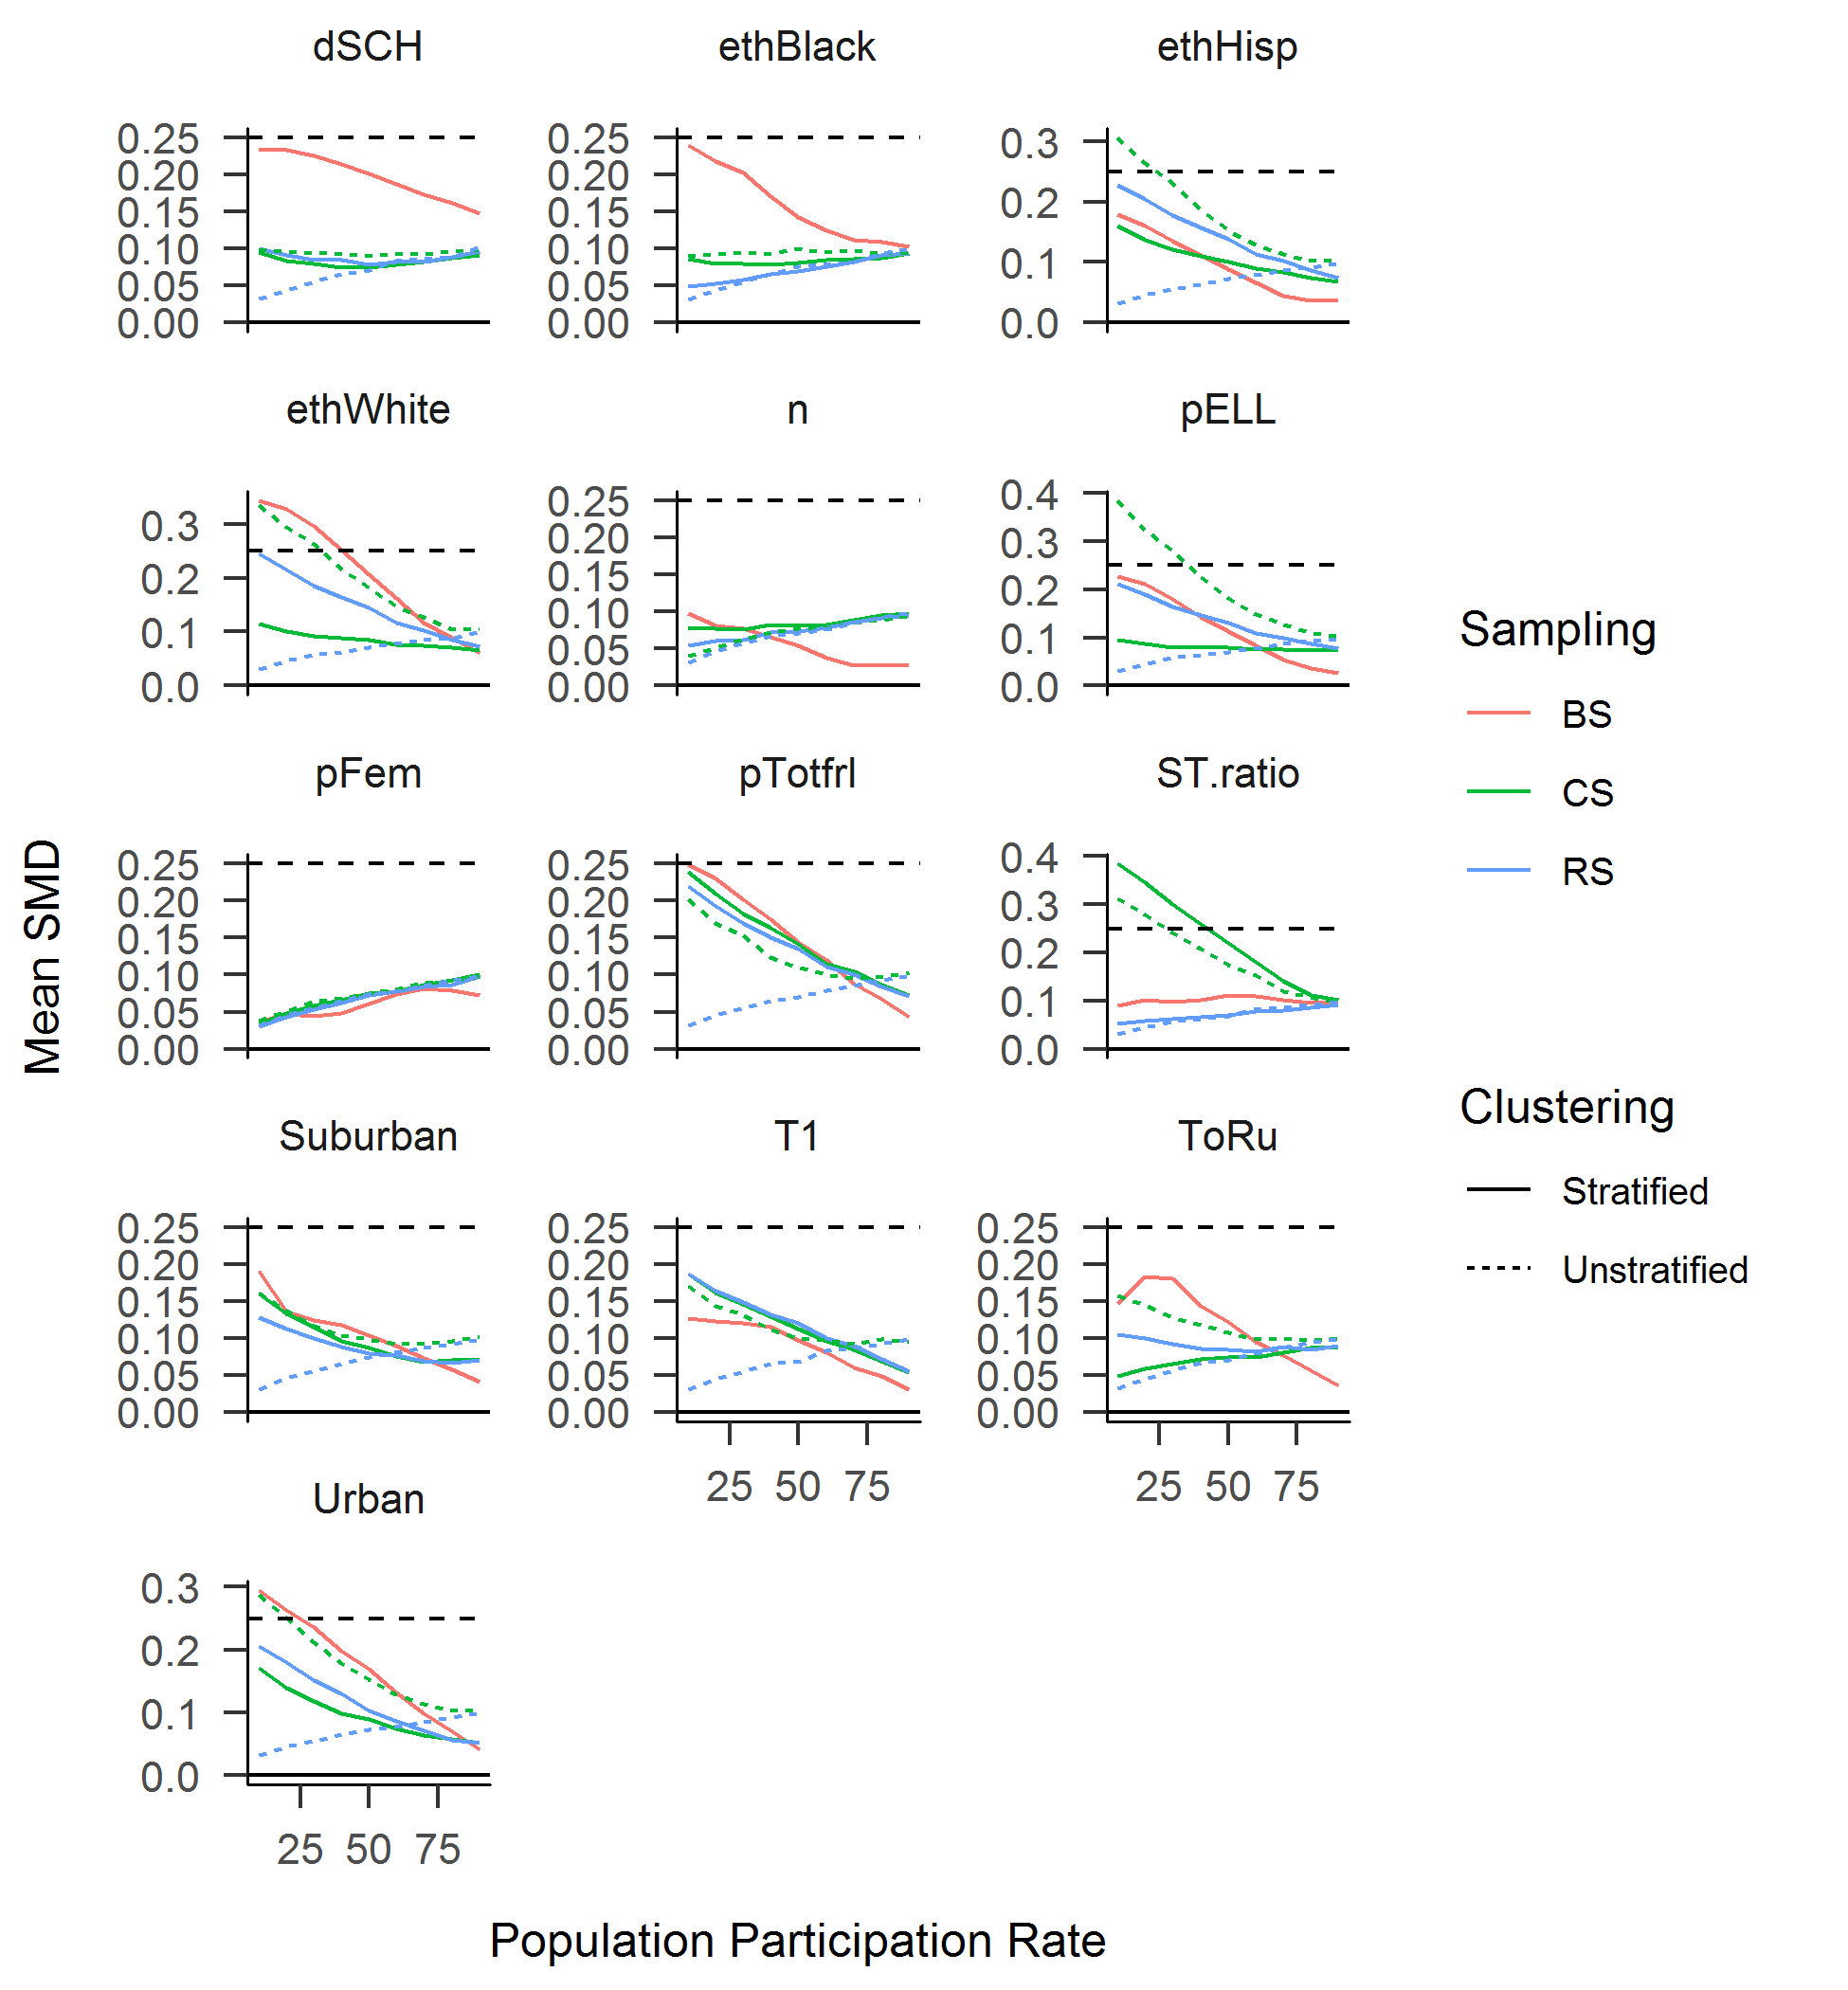 dSCH ethBlack ethHisp
0.25 0.25 0.3
0.20 0.20
0.15 0.15 0.2
0.10 0.10 0.1
0.05 0.05
0.00 0.00 0.0
ethWhite n pELL
0.3 0.25 0.4
0.20 0.3
0.2 0.15 0.2
0.1 0.10 0.1
0.05
0.0 0.00 0.0
Sampling
BS
CS
RS
pFem pTotfrl ST.ratio
Mean SMD
0.25 0.25 0.4
0.20 0.20 0.3
0.15 0.15 0.2
0.10 0.10 0.1
0.05 0.05
0.00 0.00 0.0
Clustering
Stratified
Unstratified
Suburban T1 ToRu
0.25 0.25 0.25
0.20 0.20 0.20
0.15 0.15 0.15
0.10 0.10 0.10
0.05 0.05 0.05
0.00 0.00 0.00
25 50 75 25 50 75
Urban
0.3
0.2
0.1
0.0
25 50 75
Population Participation Rate